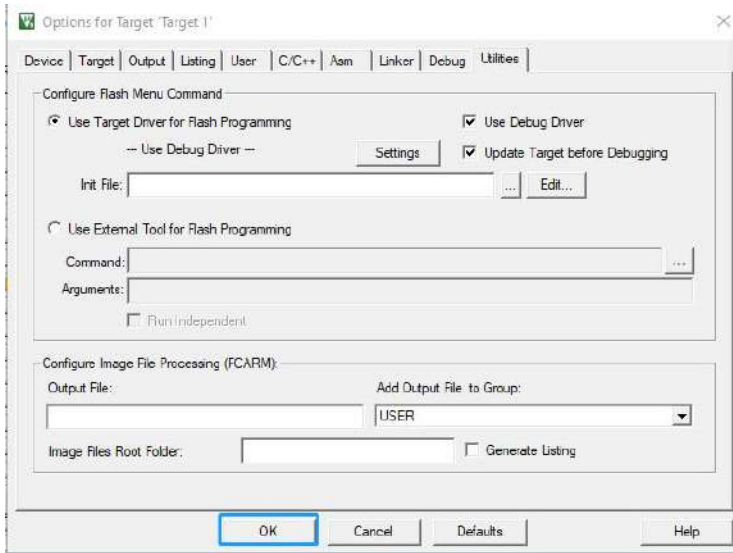 Options for Target 'Target 1'
Device Target Output Listing User C/C++ Asm Linker Debug Utilities
Configure Flash Menu Command
Use Target Driver for Flash Programming Use Debug Driver
-- Use Debug Driver -- Settings Update Target before Debugging
Init File: ... Edit...
Use External Tool for Flash Programming
Command: ...
Arguments:
Run Independent
Configure Image File Processing (FCARM):
Output File: Add Output File to Group:
USER
Image Files Root Folder: Generate Listing
OK Cancel Defaults Help